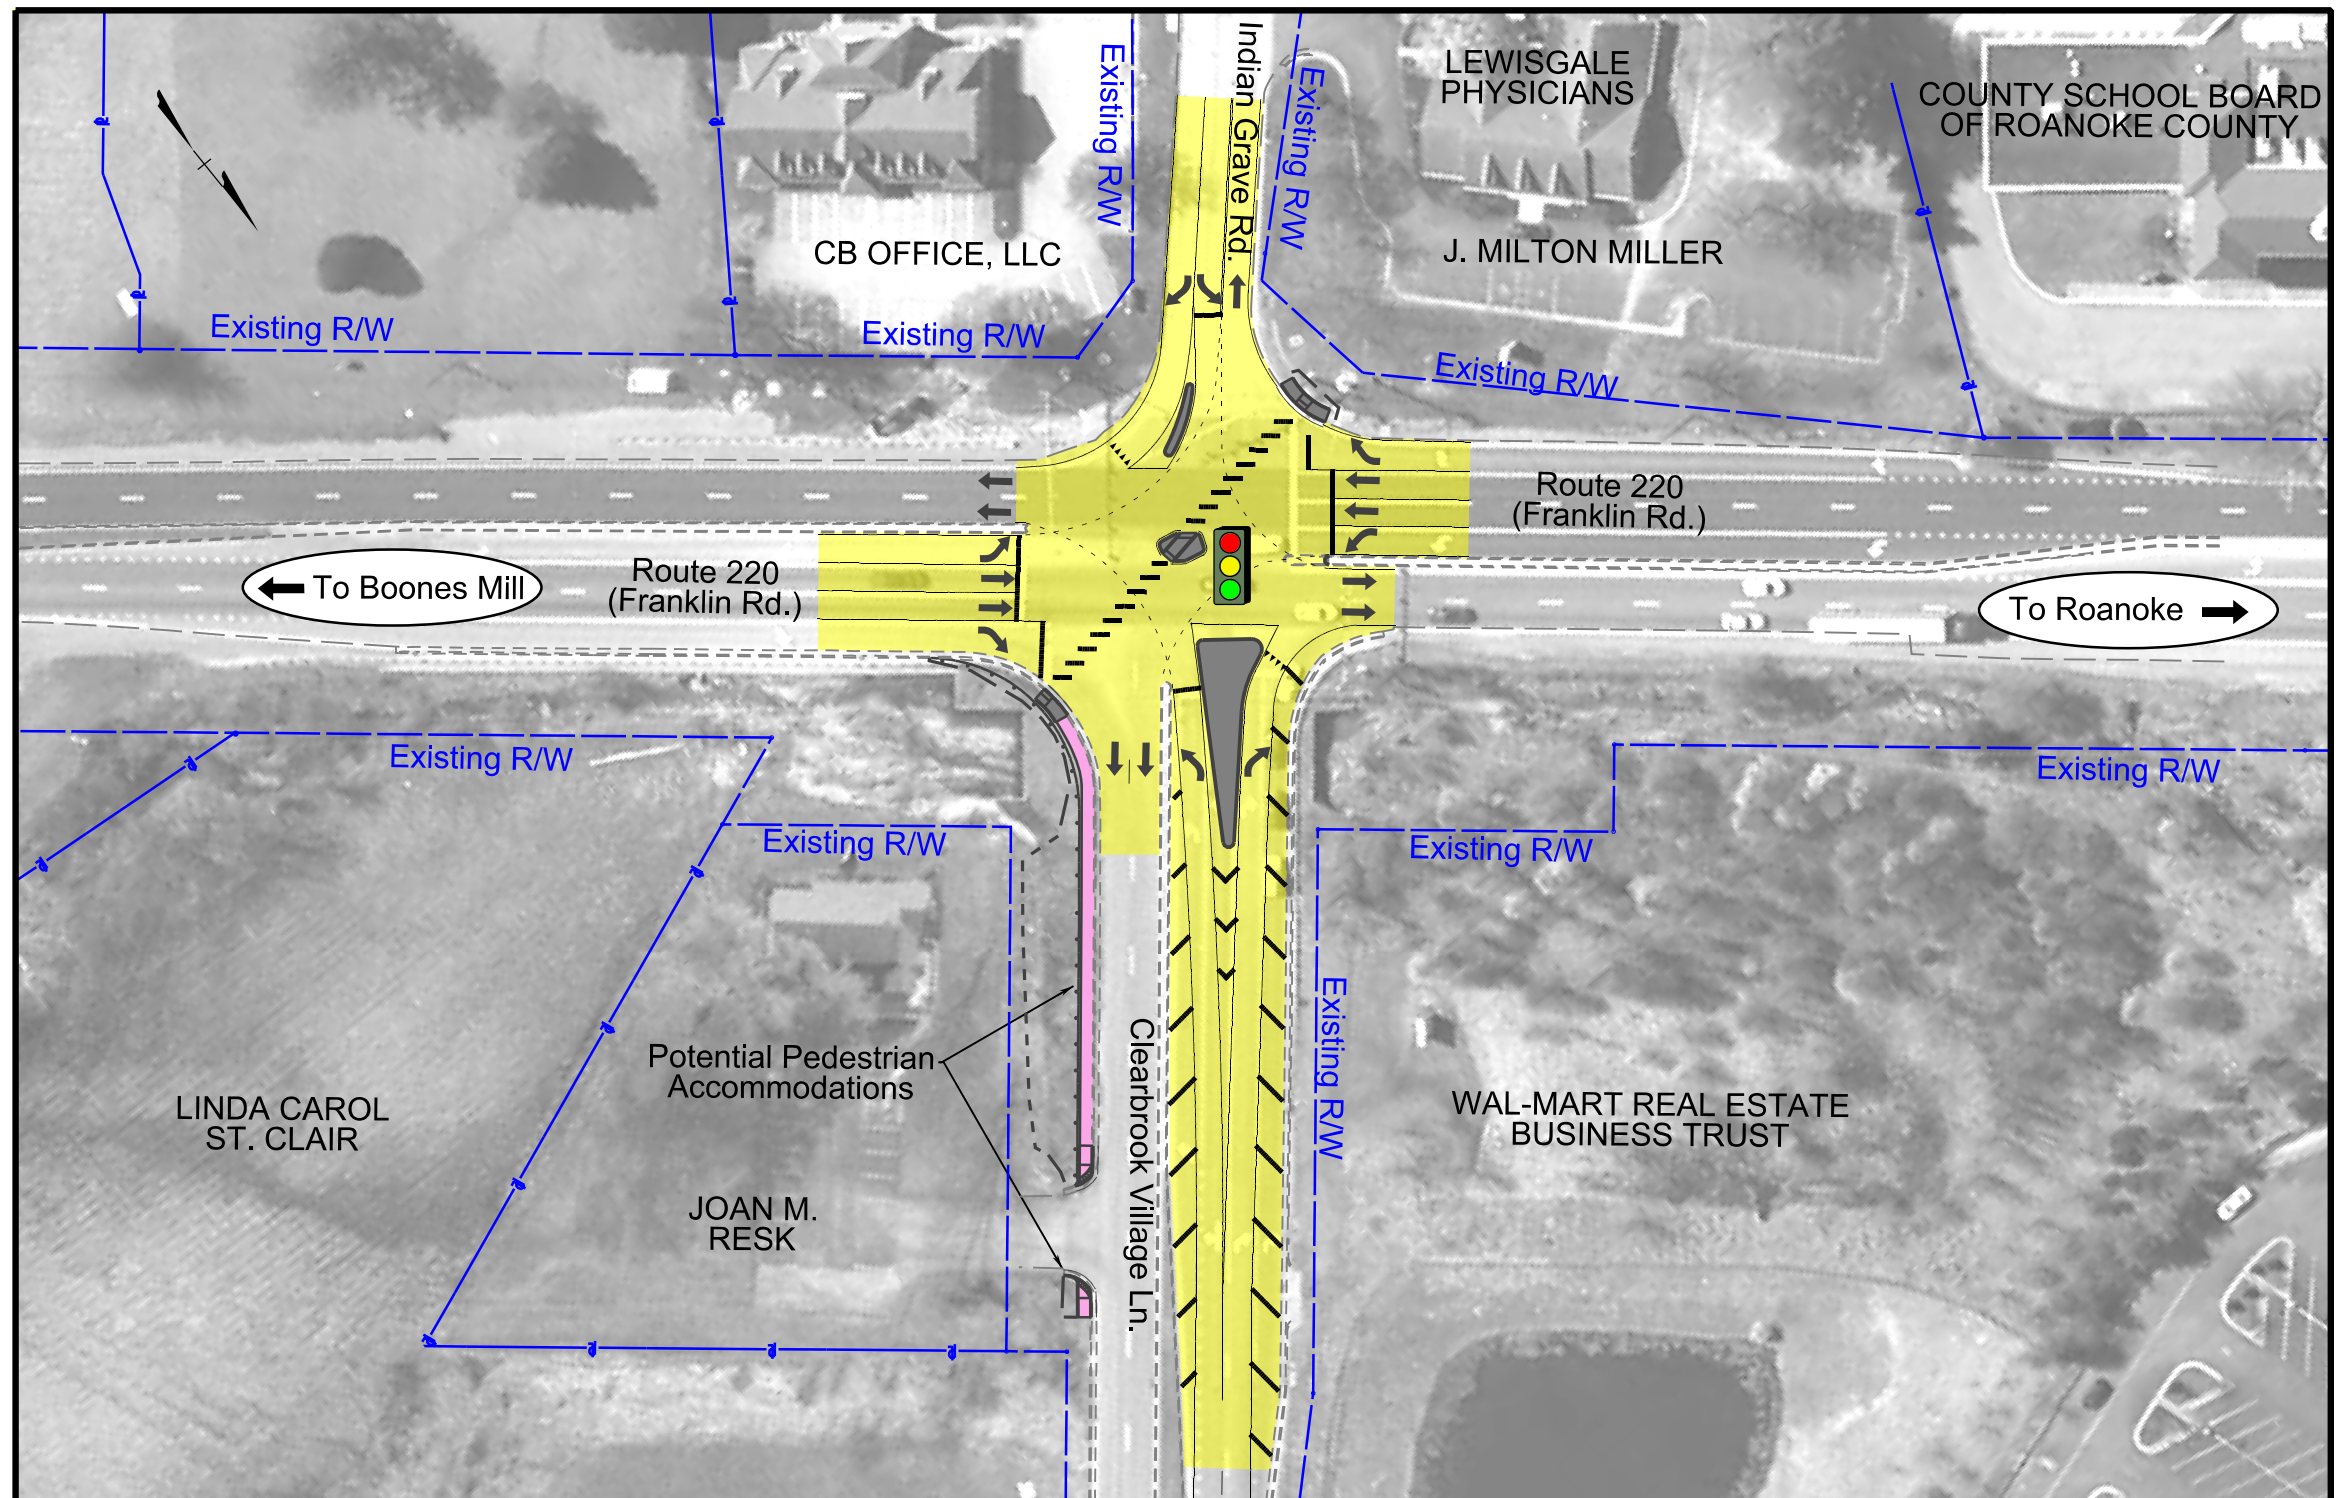 Indian Grave Rd.
Existing R/W
Existing R/W
LEWISGALE
PHYSICIANS
COUNTY SCHOOL BOARD
OF ROANOKE COUNTY
CB OFFICE, LLC
J. MILTON MILLER
Existing R/W
Existing R/W
Existing R/W
Route 220
(Franklin Rd.)
To Boones Mill
Route 220
(Franklin Rd.)
To Roanoke
Existing R/W
Existing R/W
Existing R/W
Existing R/W
Existing R/W
Potential Pedestrian
Accommodations
Clearbrook Village Ln.
LINDA CAROL
ST. CLAIR
WAL-MART REAL ESTATE
BUSINESS TRUST
JOAN M.
RESK